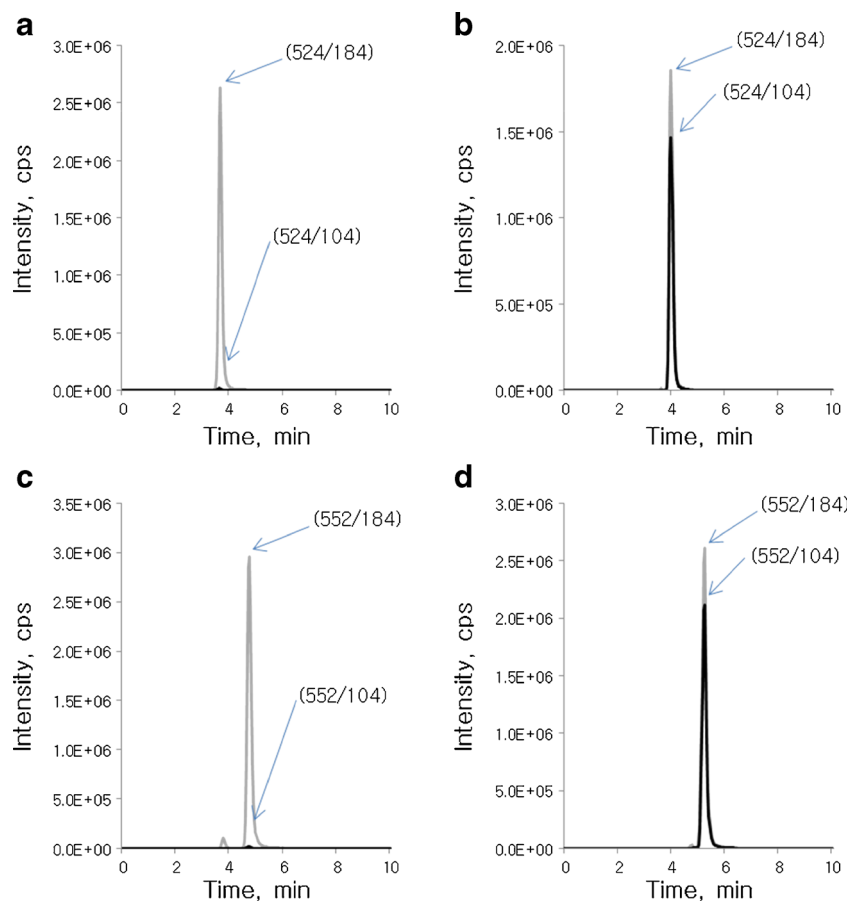 a
3.0E+06
2.5E+06
2.0E+06
1.5E+06
1.0E+06
5.0E+05
0.0E+00
Intensity, cps
(524/184)
(524/104)
0 2 4 6 8 10
Time, min
b
2.0E+06
1.5E+06
1.0E+06
5.0E+05
0.0E+00
Intensity, cps
(524/184)
(524/104)
0 2 4 6 8 10
Time, min
c
3.5E+06
3.0E+06
2.5E+06
2.0E+06
1.5E+06
1.0E+06
5.0E+05
0.0E+00
Intensity, cps
(552/184)
(552/104)
0 2 4 6 8 10
Time, min
d
3.0E+06
2.5E+06
2.0E+06
1.5E+06
1.0E+06
5.0E+05
0.0E+00
Intensity, cps
(552/184)
(552/104)
0 2 4 6 8 10
Time, min